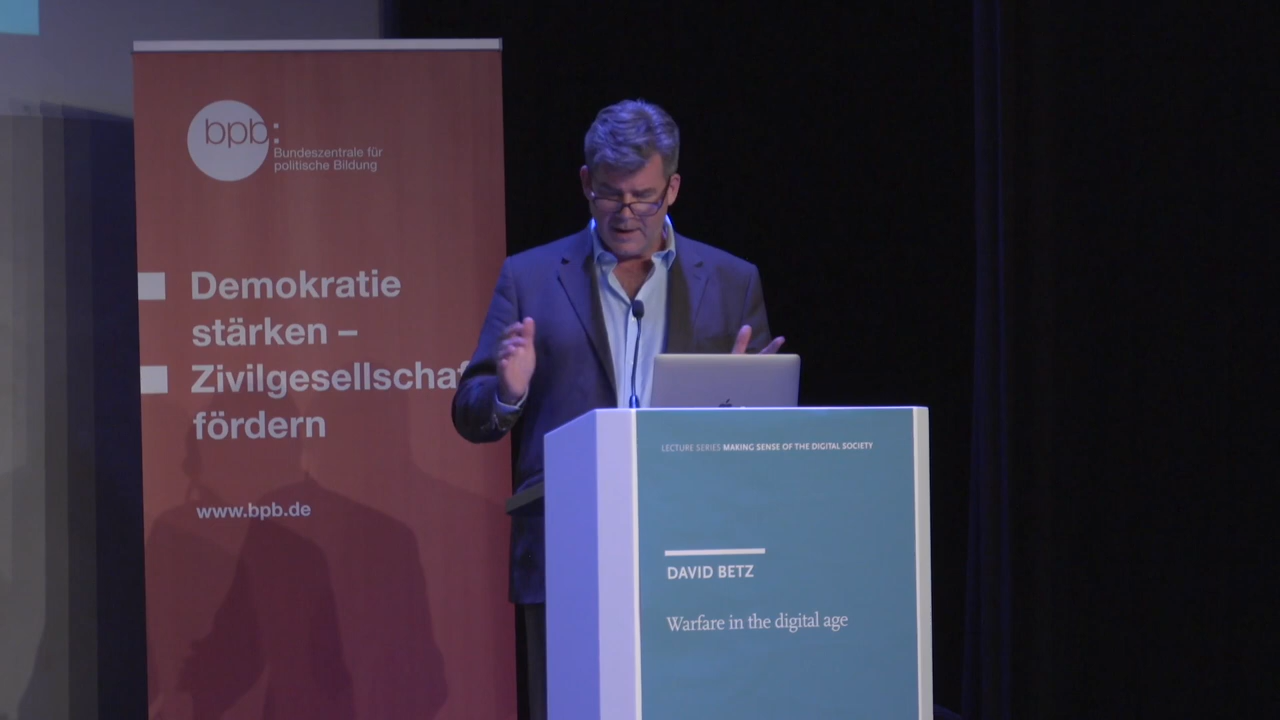 bpb:
Bundeszentrale für
politische Bildung
Demokratie
stärken –
Zivilgesellschaf
fördern
www.bpb.de
LECTURE SERIES MAKING SENSE OF THE DIGITAL SOCIETY
DAVID BETZ
Warfare in the digital age